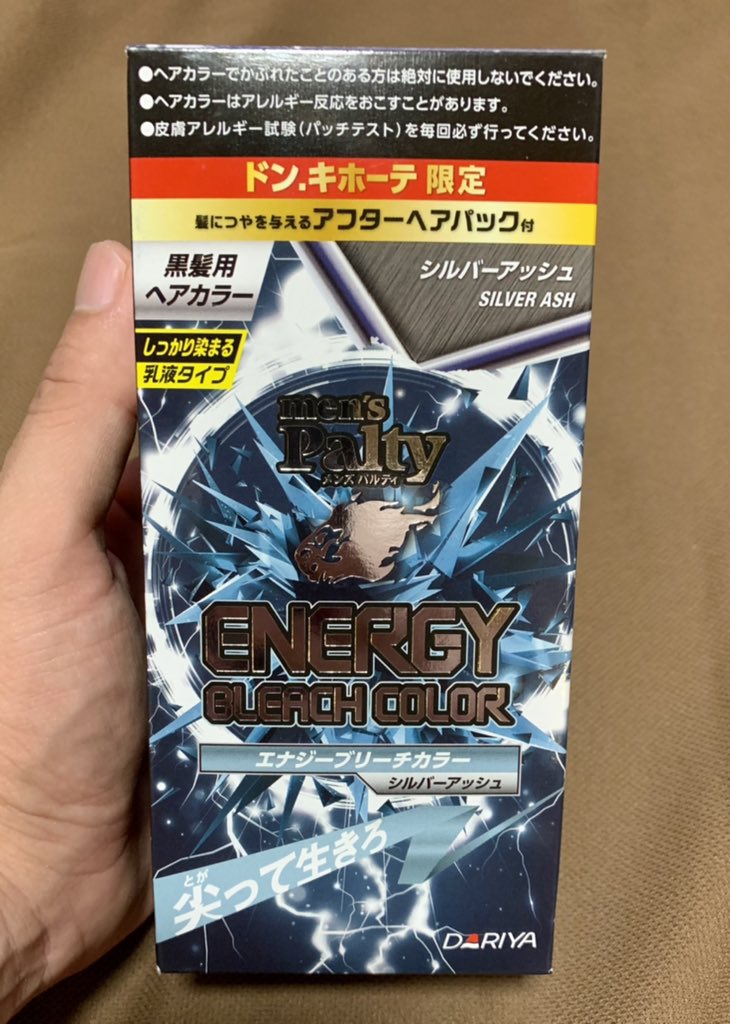 ●ヘアカラーでかぶれたことのある方は絶対に使用しないでください。
●ヘアカラーはアレルギー反応をおこすことがあります。
●皮膚アレルギー試験(パッチテスト)を毎回必ず行ってください。
ドン.キホーテ 限定
髪につやを与えるアフターヘアパック付
黒髪用
ヘアカラー
シルバーアッシュ
SILVER ASH
しっかり染まる
乳液タイプ
men's
Palty
メンズ パルティ
ENERGY
BLEACH COLOR
エナジーブリーチカラー
シルバーアッシュ
とが
尖って生きろ
DARIYA